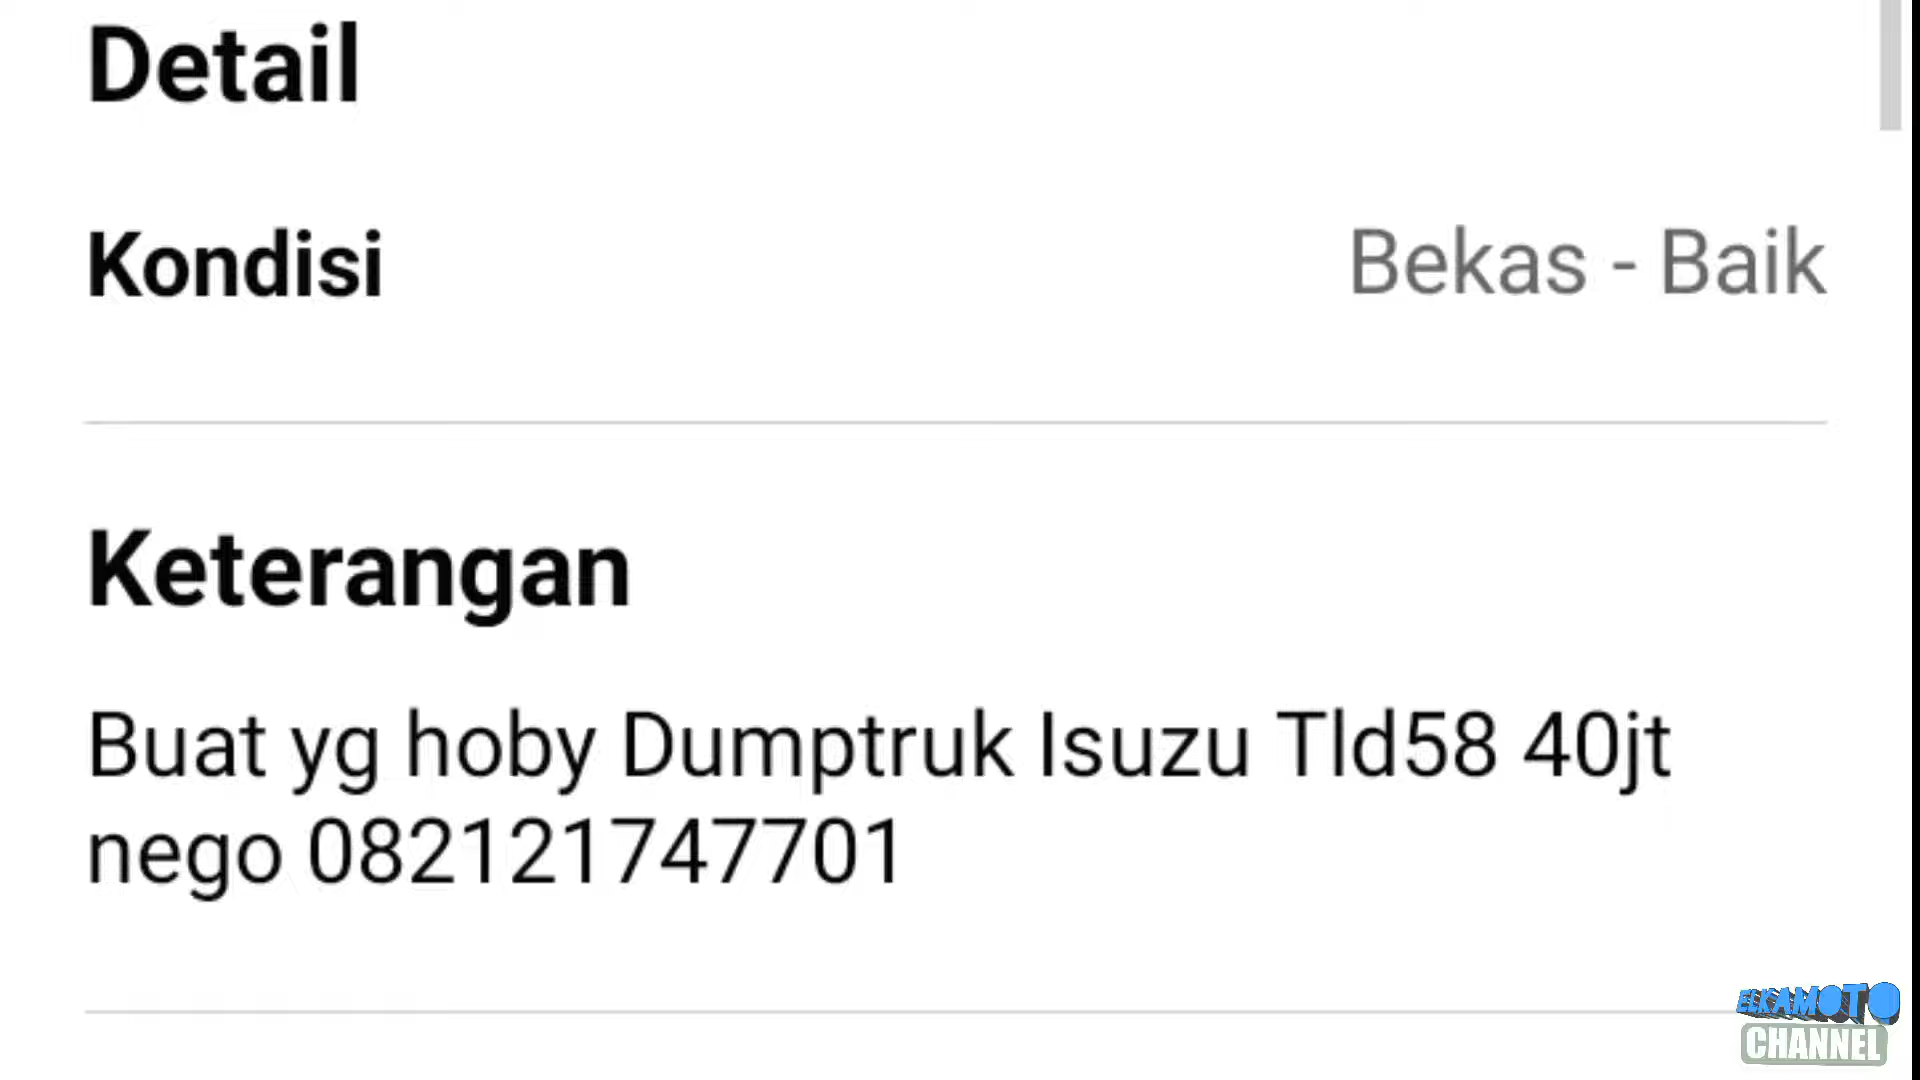 Detail
Kondisi Bekas - Baik
Keterangan
Buat yg hoby Dumptruk Isuzu Tld58 40jt
nego 082121747701
ELKAMOTO
CHANNEL